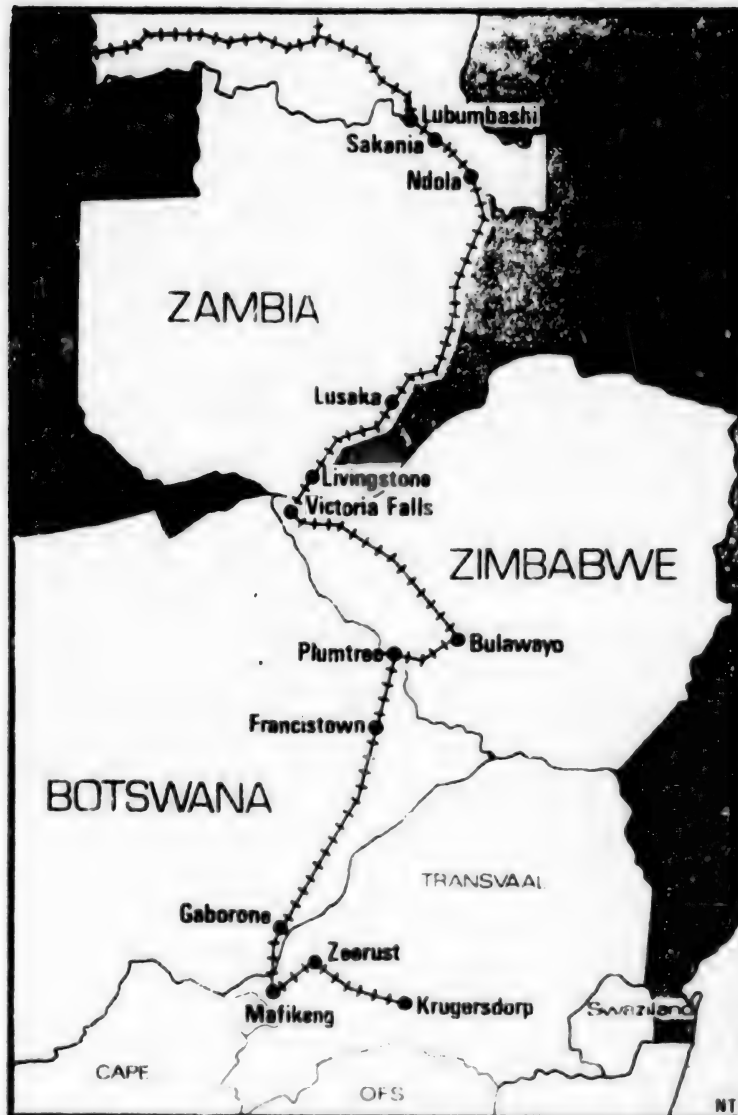 Lubumbashi
Sakania
Ndola
ZAMBIA
Lusaka
Livingstone
Victoria Falls
ZIMBABWE
Bulawayo
Plumtree
Francistown
BOTSWANA
TRANSVAAL
Gaborone
Zeerust
Mafikeng
Krugersdorp
Swaziland
CAPE
OFS
NT